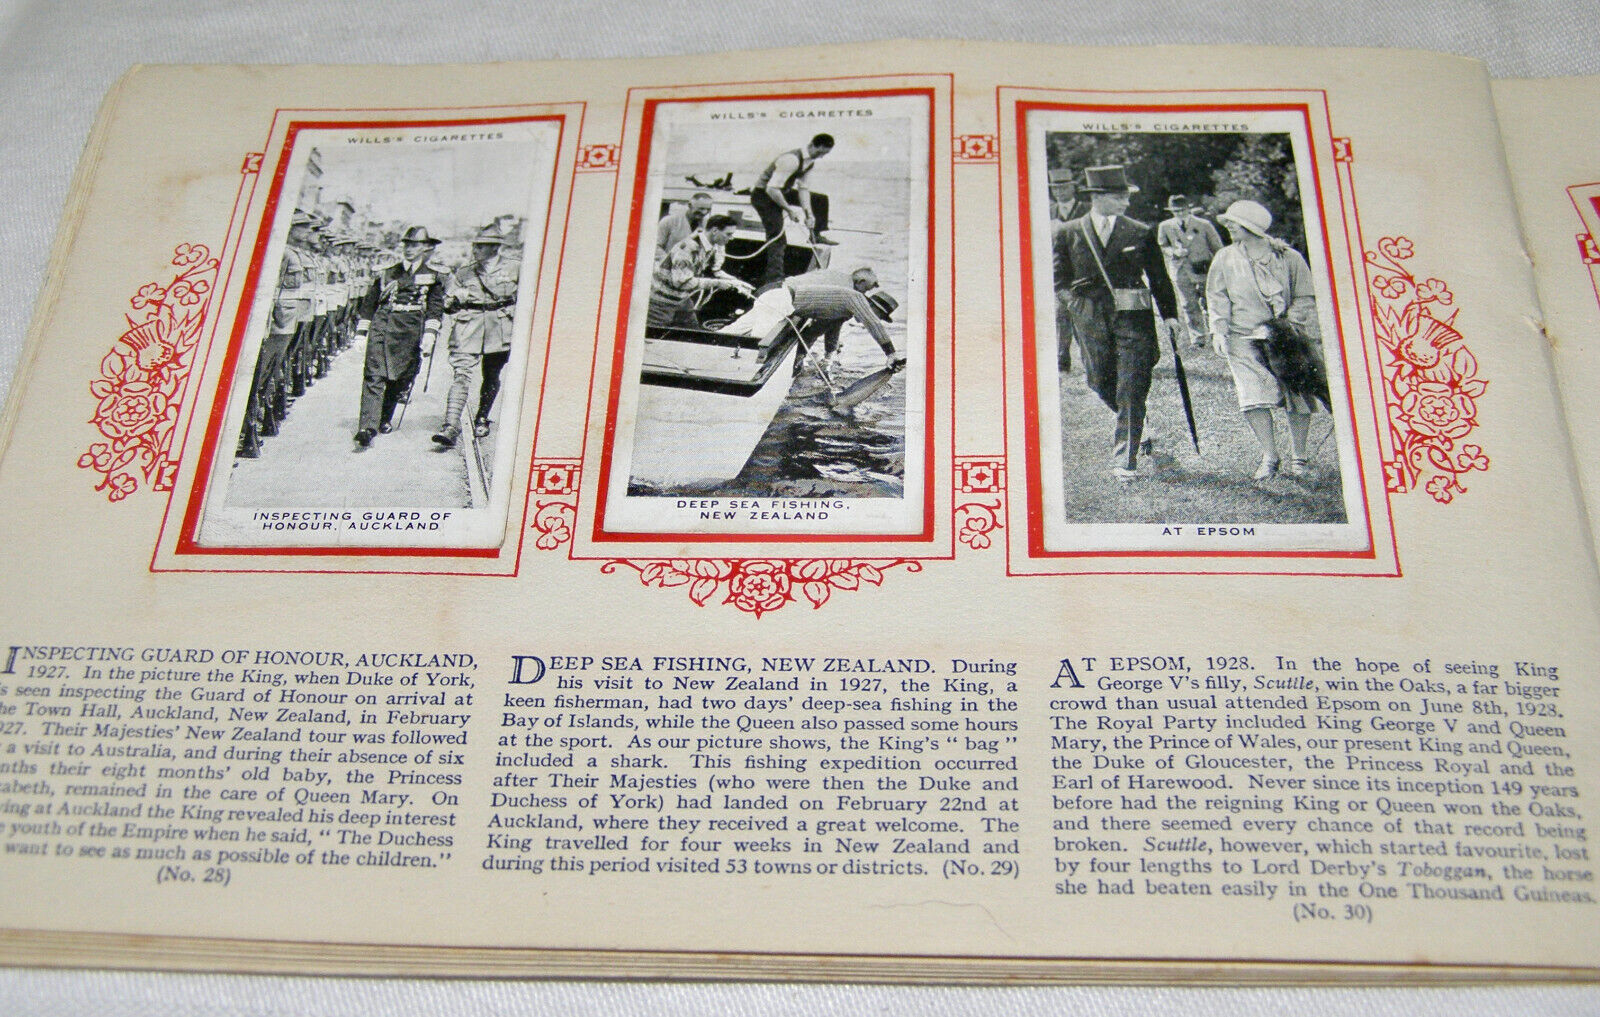 WILL'S CIGARETTES
INSPECTING GUARD OF
HONOUR, AUCKLAND
WILLS'S CIGARETTES
DEEP SEA FISHING,
NEW ZEALAND
WILLS'S CIGARETTES
AT EPSOM
INSPECTING GUARD OF HONOUR, AUCKLAND,
1927. In the picture the King, when Duke of York,
seen inspecting the Guard of Honour on arrival at
Town Hall, Auckland, New Zealand, in February
Their Majesties' New Zealand tour was followed
a visit to Australia, and during their absence of six
their eight months' old baby, the Princess
remained in the care of Queen Mary. On
at Auckland the King revealed his deep interest
youth of the Empire when he said, "The Duchess
want to see as much as possible of the children."
(No. 28)
DEEP SEA FISHING, NEW ZEALAND. During
his visit to New Zealand in 1927, the King, a
keen fisherman, had two days' deep-sea fishing in the
Bay of Islands, while the Queen also passed some hours
at the sport. As our picture shows, the King's "bag"
included a shark. This fishing expedition occurred
after Their Majesties (who were then the Duke and
Duchess of York) had landed on February 22nd at
Auckland, where they received a great welcome. The
King travelled for four weeks in New Zealand and
during this period visited 53 towns or districts. (No. 29)
AT EPSOM, 1928. In the hope of seeing King
George V's filly, Scuttle, win the Oaks, a far bigger
crowd than usual attended Epsom on June 8th, 1928.
The Royal Party included King George V and Queen
Mary, the Prince of Wales, our present King and Queen,
the Duke of Gloucester, the Princess Royal and the
Earl of Harewood. Never since its inception 149 years
before had the reigning King or Queen won the Oaks,
and there seemed every chance of that record being
broken. Scuttle, however, which started favourite, lost
by four lengths to Lord Derby's Toboggan, the horse
she had beaten easily in the One Thousand Guineas.
(No. 30)